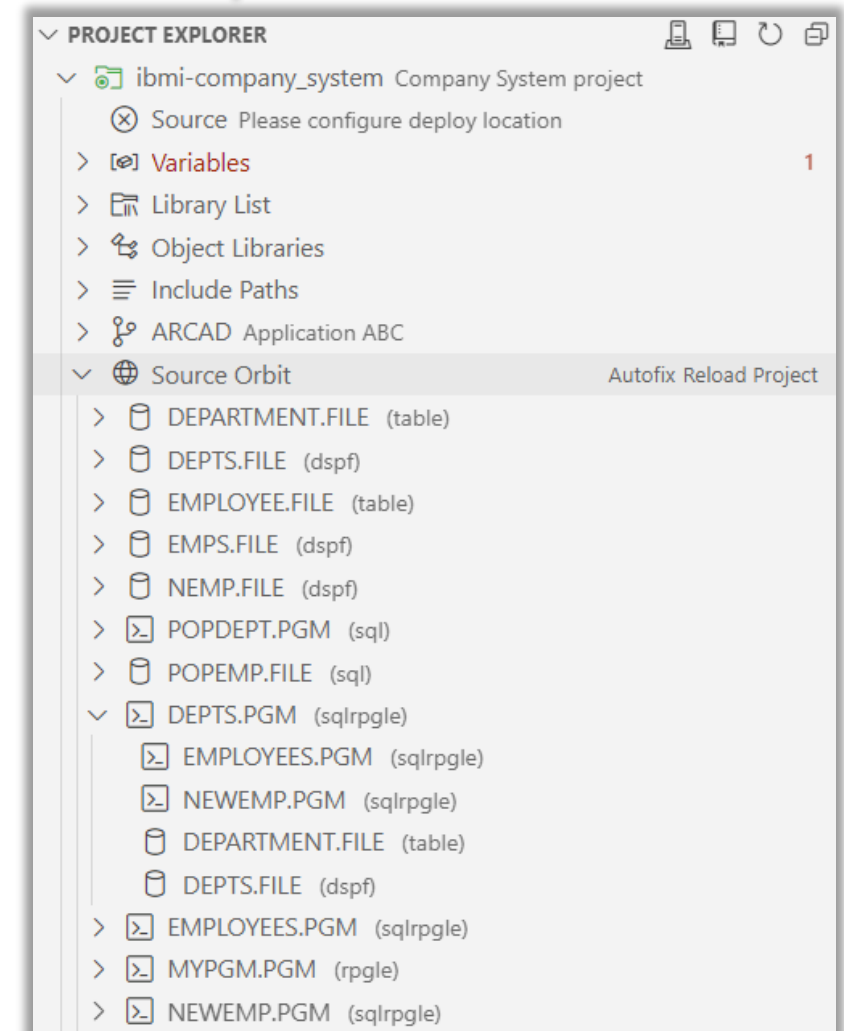 PROJECT EXPLORER
ibmi-company_system Company System project
Source Please configure deploy location
Variables 1
Library List
Object Libraries
Include Paths
ARCAD Application ABC
Source Orbit Autofix Reload Project
DEPARTMENT.FILE (table)
DEPTS.FILE (dspf)
EMPLOYEE.FILE (table)
EMPS.FILE (dspf)
NEMP.FILE (dspf)
POPDEPT.PGM (sql)
POPEMP.FILE (sql)
DEPTS.PGM (sqlrpgle)
EMPLOYEES.PGM (sqlrpgle)
NEWEMP.PGM (sqlrpgle)
DEPARTMENT.FILE (table)
DEPTS.FILE (dspf)
EMPLOYEES.PGM (sqlrpgle)
MYPGM.PGM (rpgle)
NEWEMP.PGM (sqlrpgle)